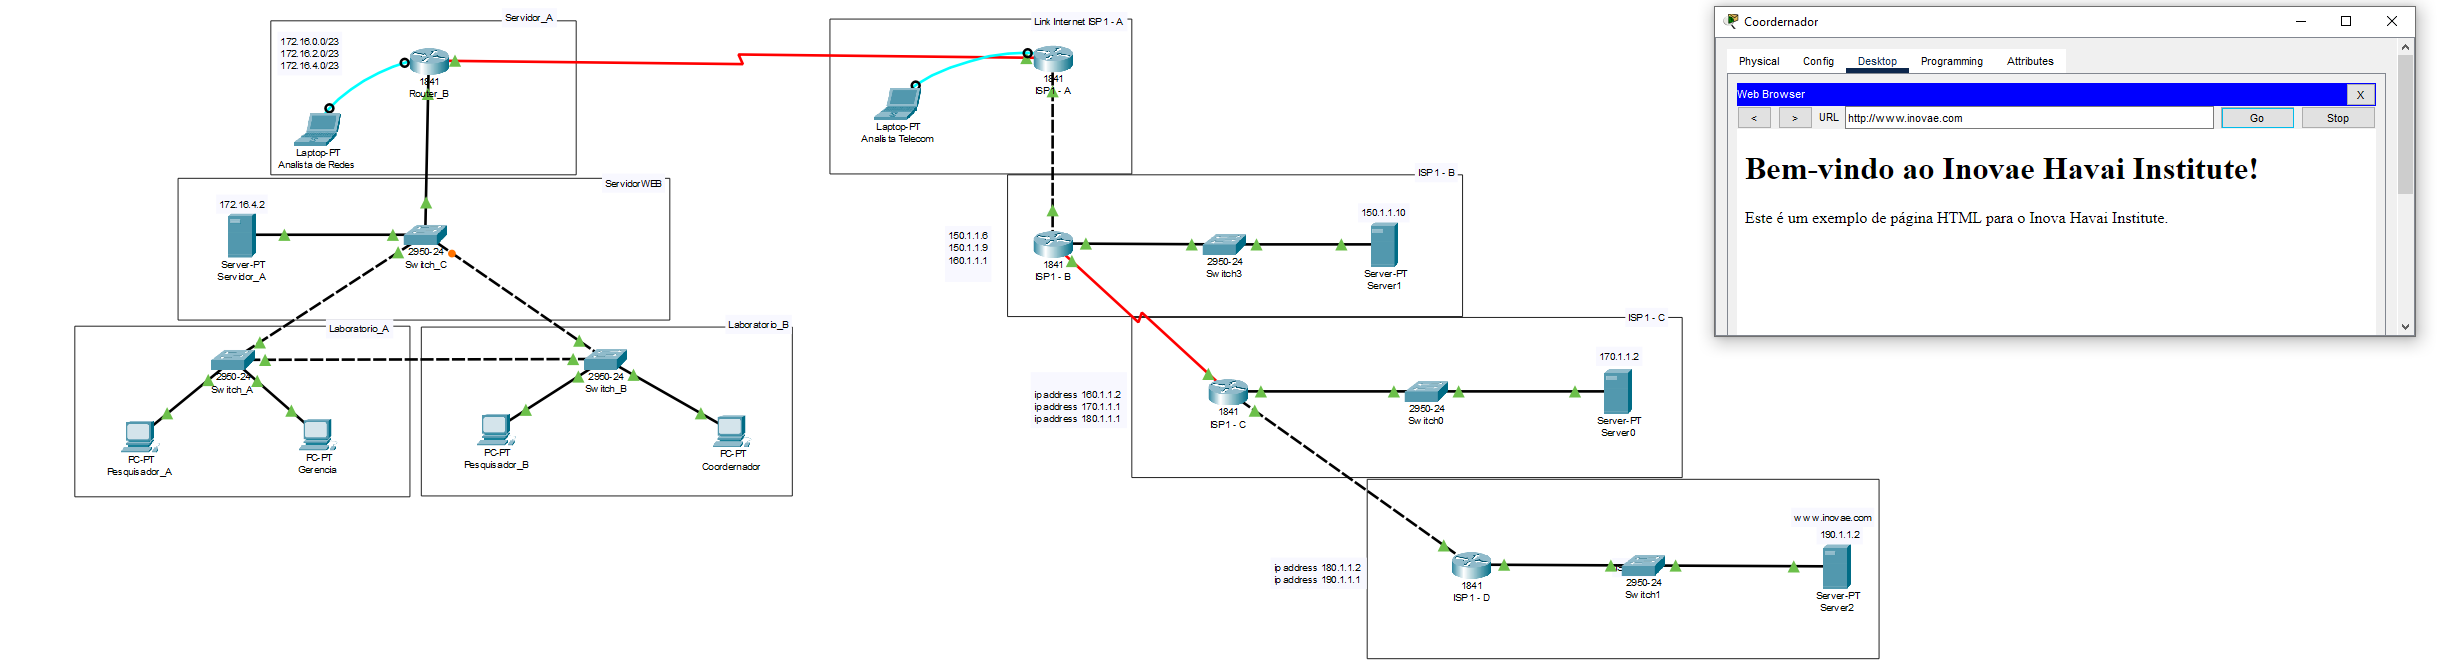 Servidor_A
172.16.0.0/23
172.16.2.0/23
172.16.4.0/23
1841
Router_B
Laptop-PT
Analista de Redes
Link Internet ISP1 - A
1841
ISP1 - A
Laptop-PT
Analista Telecom
ServidorWEB
172.16.4.2
Server-PT
Servidor_A
2950-24
Switch_C
Laboratorio_A
2950-24
Switch_A
PC-PT
Pesquisador_A
PC-PT
Gerencia
Laboratorio_B
2950-24
Switch_B
PC-PT
Pesquisador_B
PC-PT
Coordernador
ISP1 - B
150.1.1.6
150.1.1.9
160.1.1.1
1841
ISP1 - B
2950-24
Switch3
150.1.1.10
Server-PT
Server1
ISP1 - C
ip address 160.1.1.2
ip address 170.1.1.1
ip address 180.1.1.1
1841
ISP1 - C
2950-24
Switch0
170.1.1.2
Server-PT
Server0
ip address 180.1.1.2
ip address 190.1.1.1
1841
ISP1 - D
2950-24
Switch1
www.inovae.com
190.1.1.2
Server-PT
Server2
Coordernador
Physical Config Desktop Programming Attributes
Web Browser X
< > URL http://www.inovae.com Go Stop
Bem-vindo ao Inovae Havai Institute!
Este é um exemplo de página HTML para o Inova Havai Institute.